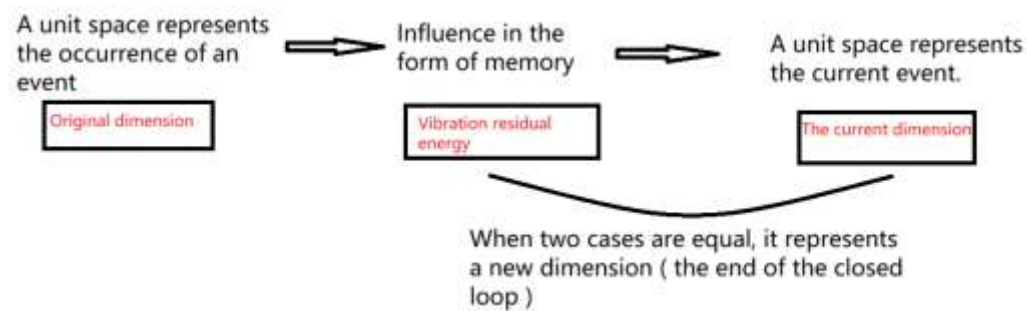 A unit space represents
the occurrence of an
event
Influence in the
form of memory
A unit space represents
the current event.
Original dimension
Vibration residual
energy
The current dimension
When two cases are equal, it represents
a new dimension ( the end of the closed
loop )